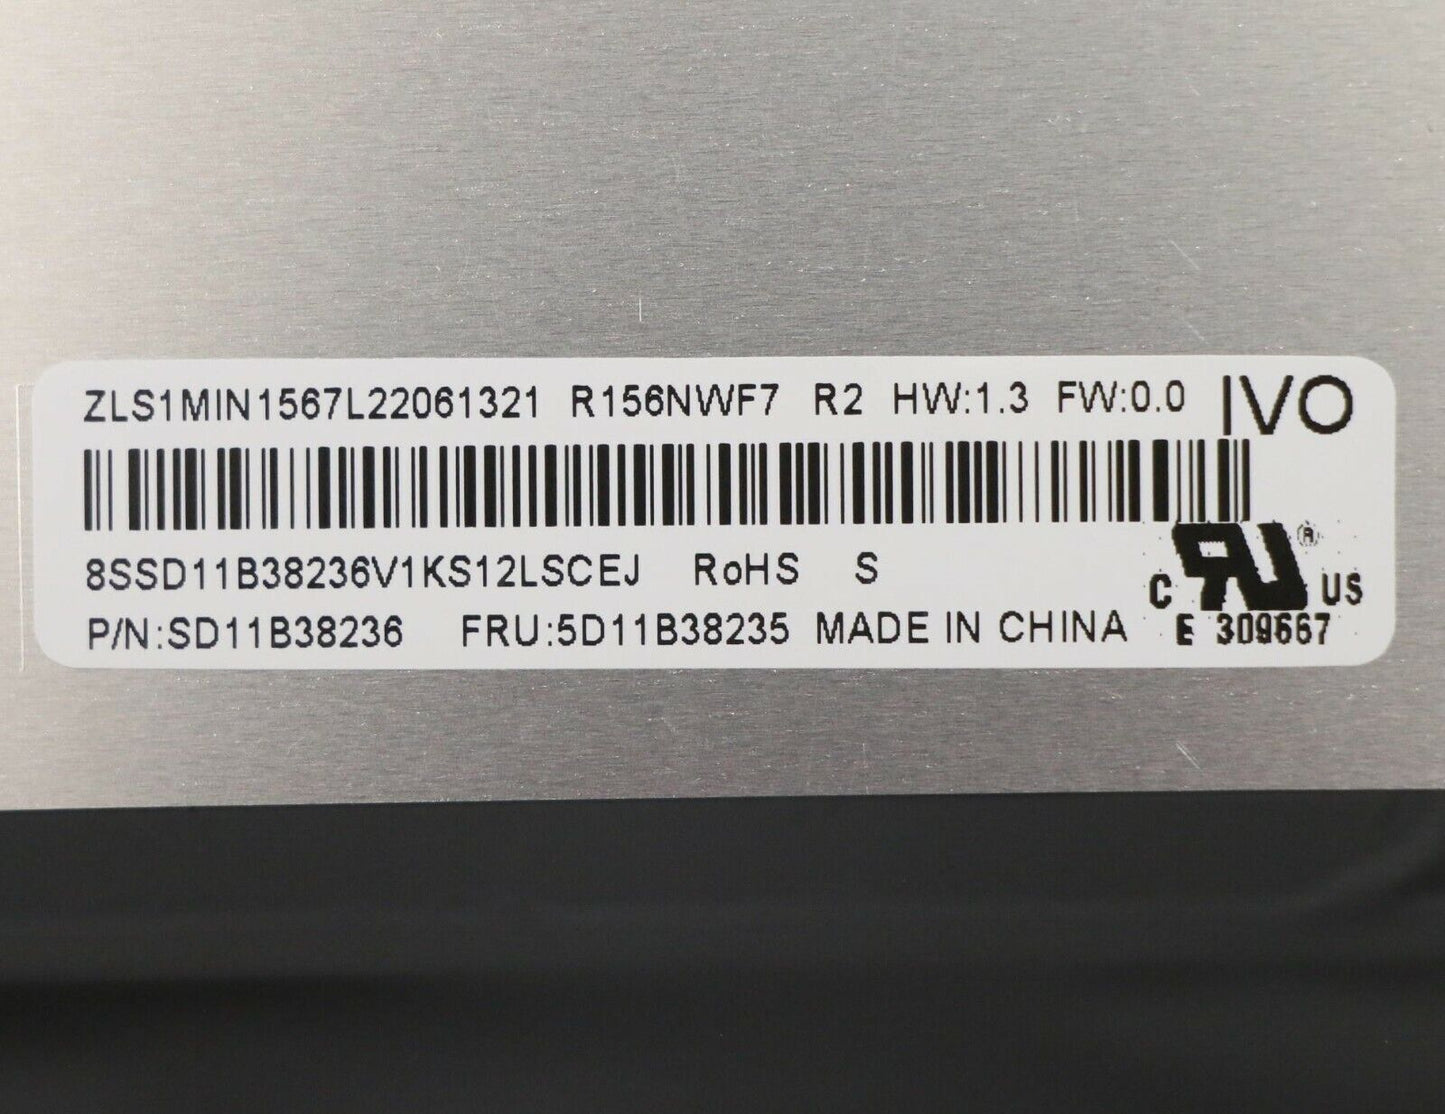 ZLS1MIN1567L22061321 R156NWF7 R2 HW:1.3 FW:0.0 IVO
8SSD11B38236V1KS12LSCEJ RoHS S
C RU ® US
P/N:SD11B38236 FRU:5D11B38235 MADE IN CHINA E 309667